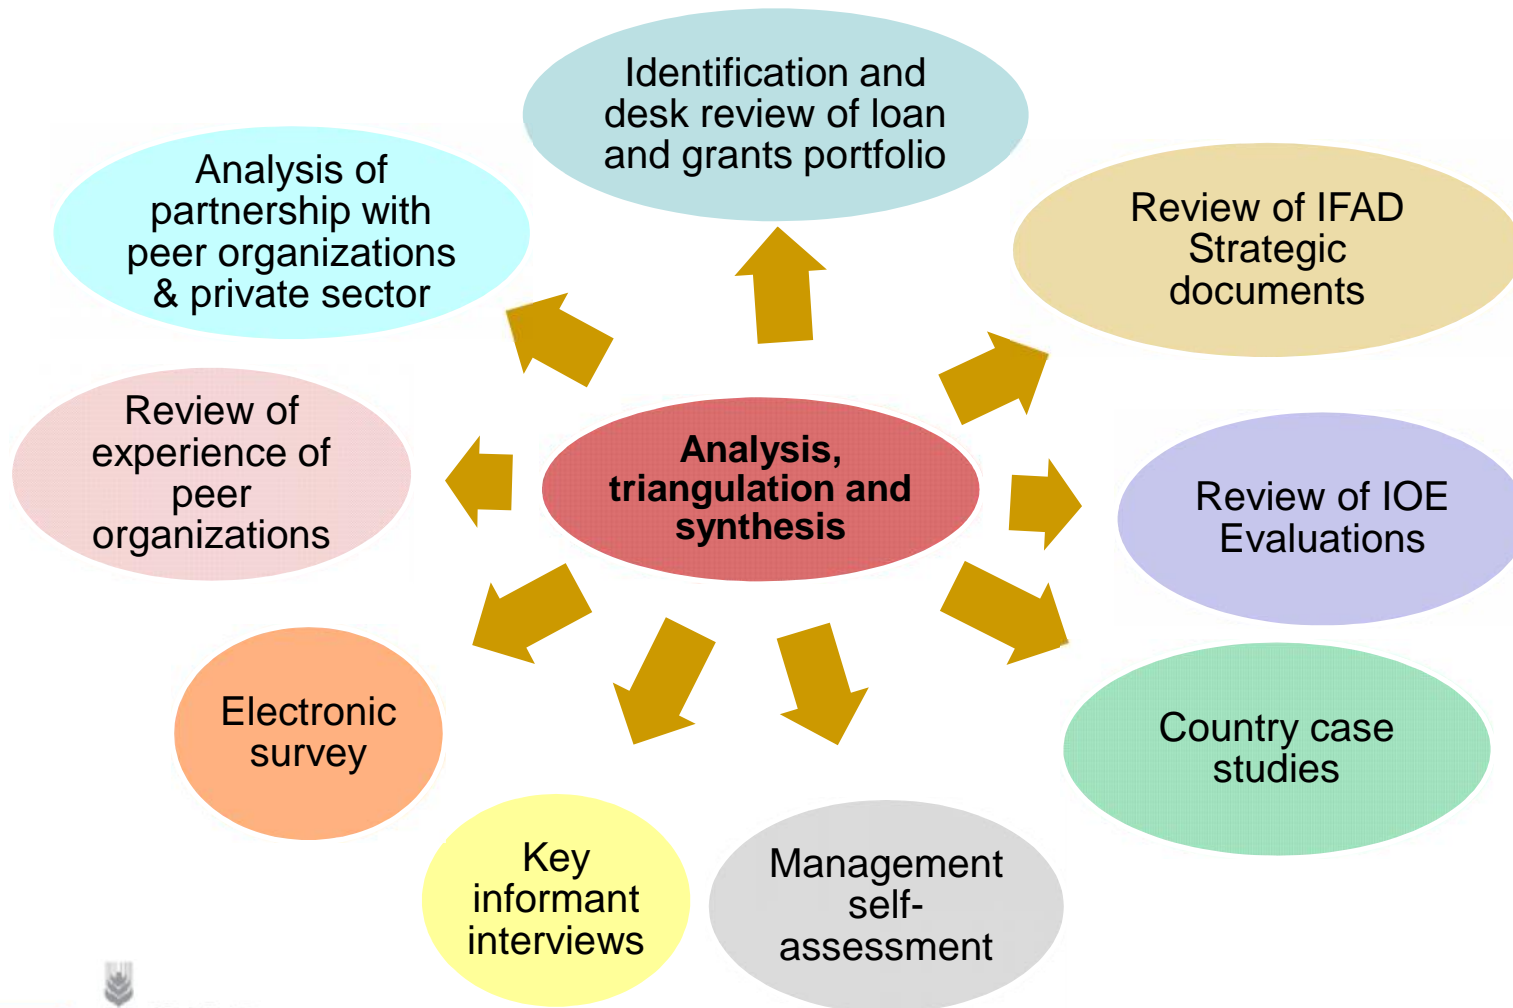 Identification and
desk review of loan
and grants portfolio
Analysis of
partnership with
peer organizations
& private sector
Review of IFAD
Strategic
documents
Review of
experience of
peer
organizations
Analysis,
triangulation and
synthesis
Review of IOE
Evaluations
Electronic
survey
Country case
studies
Key
informant
interviews
Management
self-
assessment